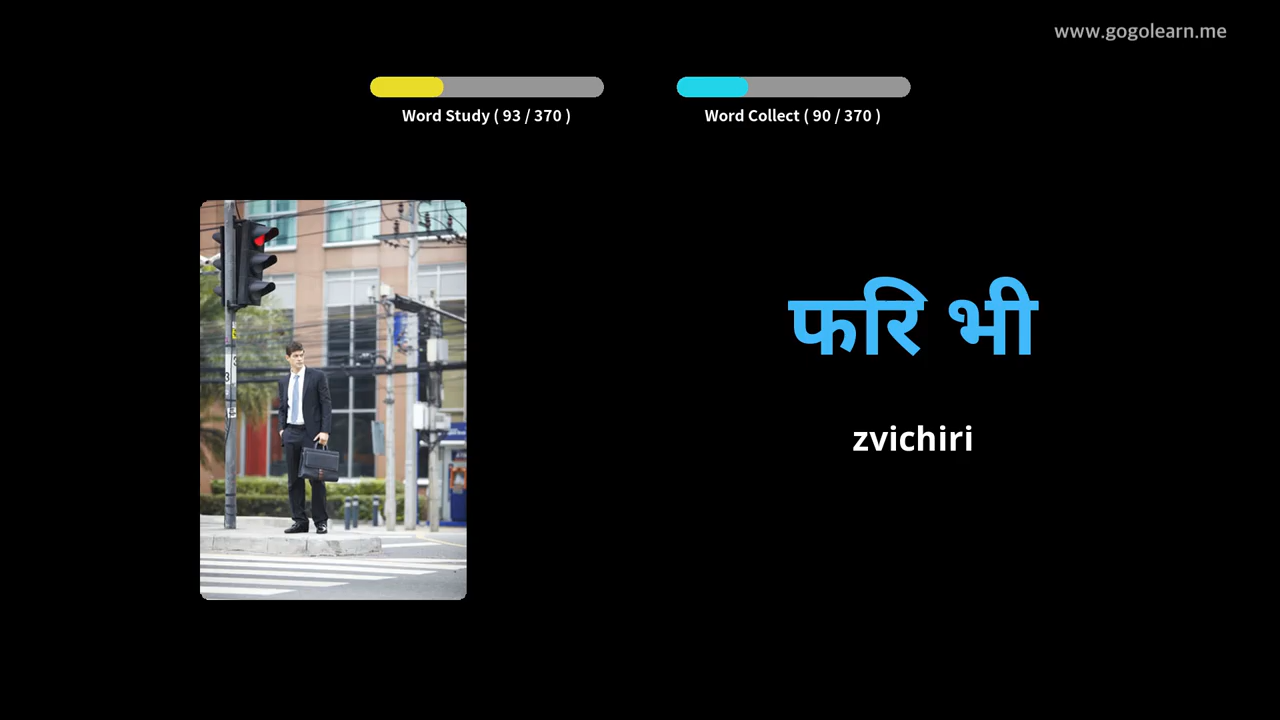 www.gogolearn.me
Word Study ( 93 / 370 )
Word Collect ( 90 / 370 )
फरि भी
zvichiri